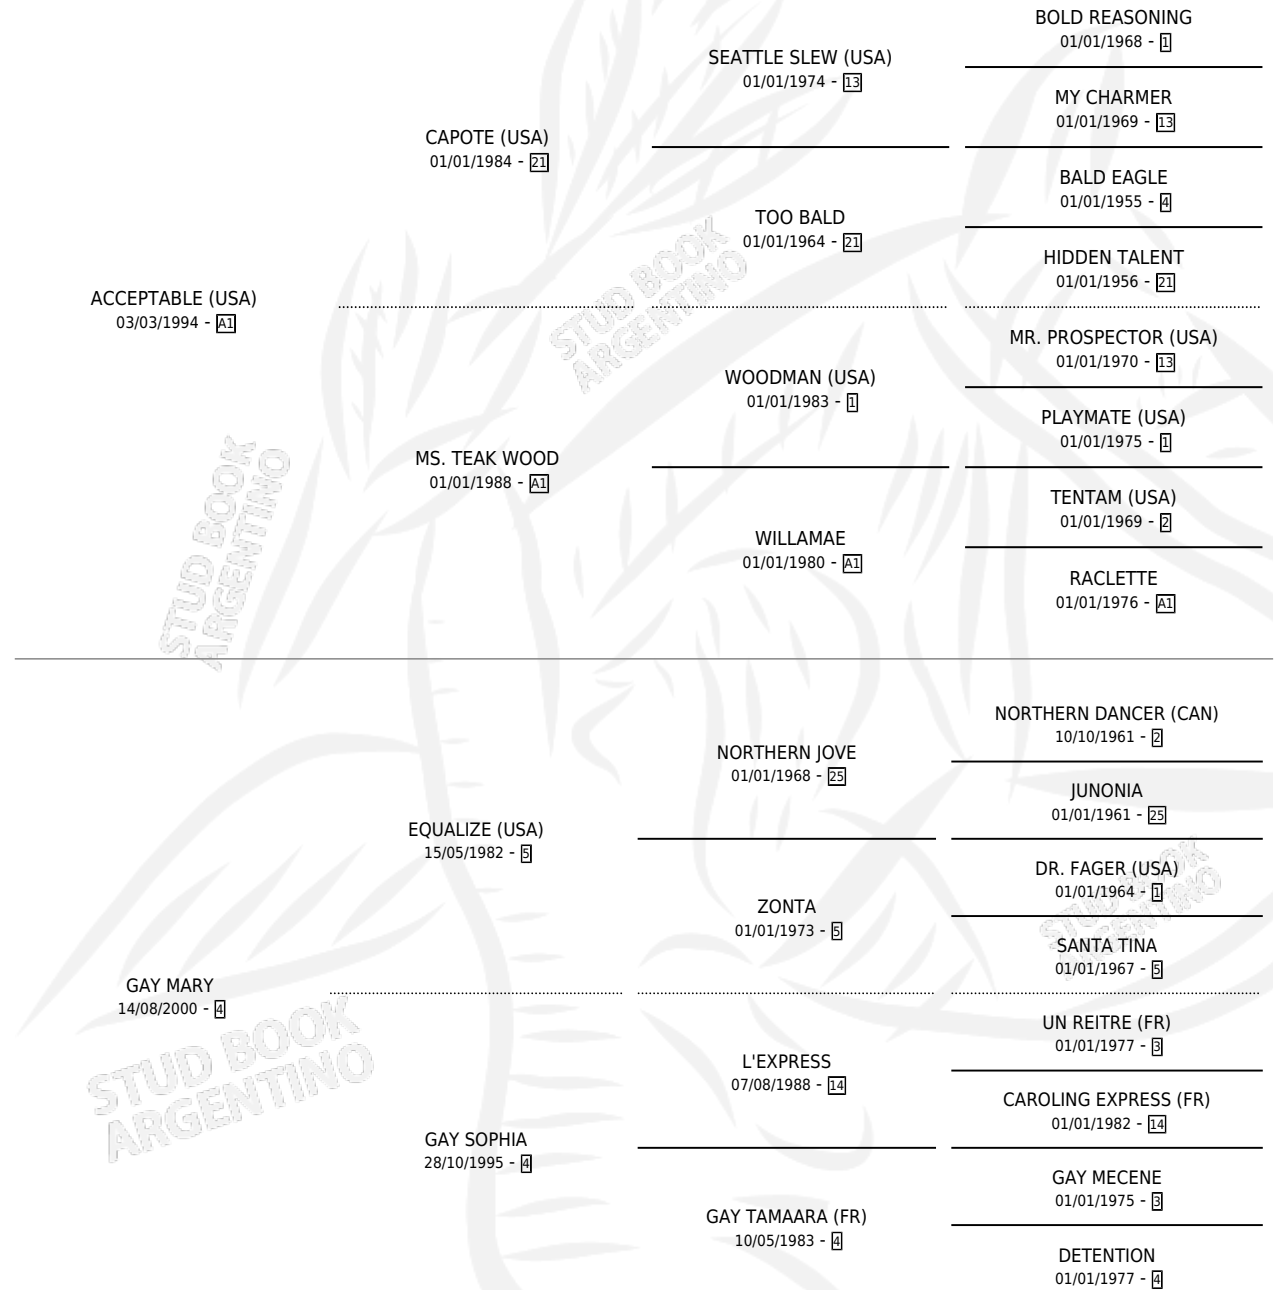 BOLD REASONING
01/01/1968 - 1
SEATTLE SLEW (USA)
01/01/1974 - 13
MY CHARMER
01/01/1969 - 13
CAPOTE (USA)
01/01/1984 - 21
BALD EAGLE
01/01/1955 - 4
TOO BALD
01/01/1964 - 21
HIDDEN TALENT
01/01/1956 - 21
ACCEPTABLE (USA)
03/03/1994 - A1
STUD BOOK
ARGENTINO
MR. PROSPECTOR (USA)
01/01/1970 - 13
WOODMAN (USA)
01/01/1983 - 1
PLAYMATE (USA)
01/01/1975 - 1
MS. TEAK WOOD
01/01/1988 - A1
TENTAM (USA)
01/01/1969 - 2
WILLAMAE
01/01/1980 - A1
RACLETTE
01/01/1976 - A1
STUD BOOK
ARGENTINO
NORTHERN DANCER (CAN)
10/10/1961 - 2
NORTHERN JOVE
01/01/1968 - 25
JUNONIA
01/01/1961 - 25
EQUALIZE (USA)
15/05/1982 - 5
DR. FAGER (USA)
01/01/1964 - 1
ZONTA
01/01/1973 - 5
SANTA TINA
01/01/1967 - 5
STUD BOOK
ARGENTINO
GAY MARY
14/08/2000 - 4
UN REITRE (FR)
01/01/1977 - 3
L'EXPRESS
07/08/1988 - 14
CAROLING EXPRESS (FR)
01/01/1982 - 14
STUD BOOK
ARGENTINO
GAY SOPHIA
28/10/1995 - 4
GAY MECENE
01/01/1975 - 3
GAY TAMAARA (FR)
10/05/1983 - 4
DETENTION
01/01/1977 - 4